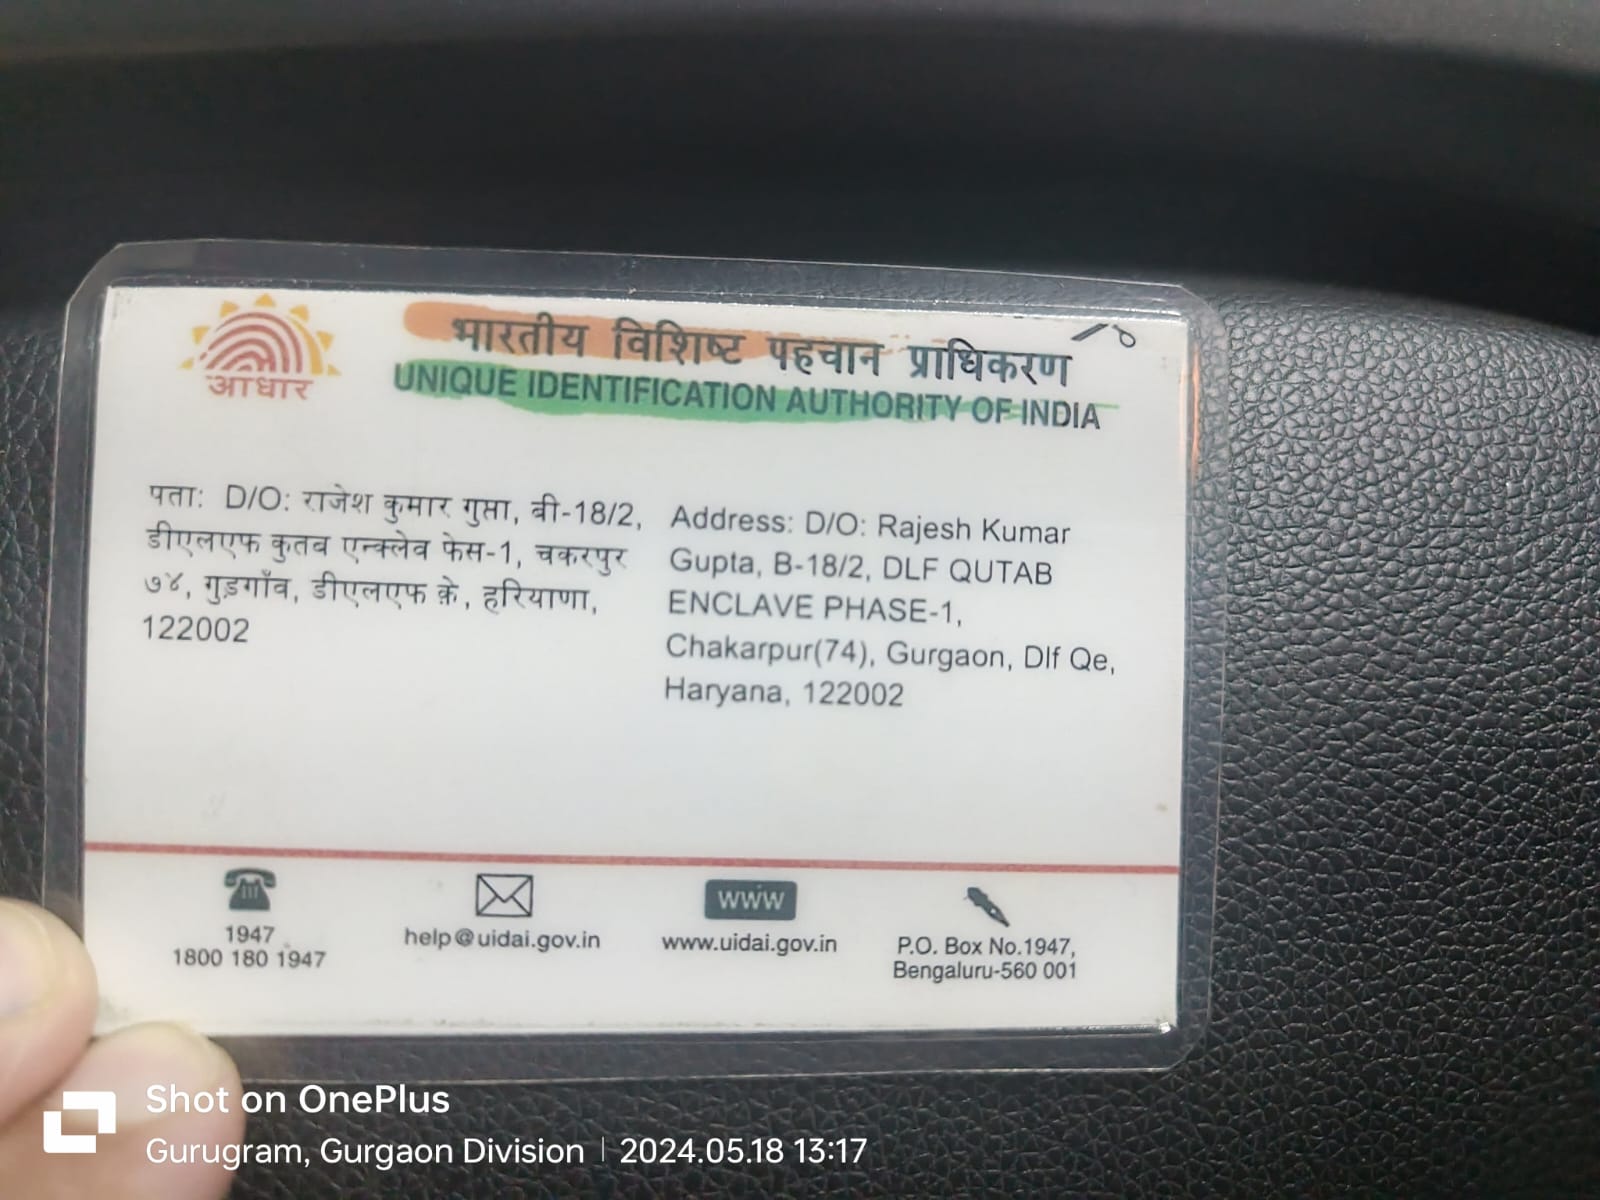 आधार
भारतीय विशिष्ट पहचान प्राधिकरण
UNIQUE IDENTIFICATION AUTHORITY OF INDIA
पता: D/O: राजेश कुमार गुप्ता, बी-18/2,
डीएलएफ कुतब एन्क्लेव फेस-1, चकरपुर
७४, गुड़गाँव, डीएलएफ क़े, हरियाणा,
122002
Address: D/O: Rajesh Kumar
Gupta, B-18/2, DLF QUTAB
ENCLAVE PHASE-1,
Chakarpur(74), Gurgaon, Dlf Qe,
Haryana, 122002
1947
1800 180 1947
help@uidai.gov.in
www
www.uidai.gov.in
P.O. Box No.1947,
Bengaluru-560 001
Shot on OnePlus
Gurugram, Gurgaon Division | 2024.05.18 13:17